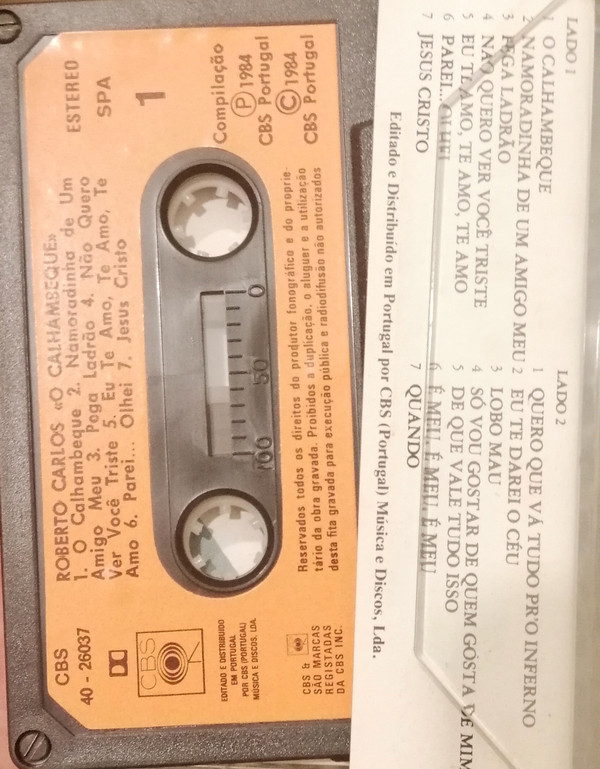 CBS
40 - 26037
ROBERTO CARLOS «O CALHAMBEQUE»
1. O Calhambeque 2. Namoradinha de Um
Amigo Meu 3. Pega Ladrão 4. Não Quero
Ver Você Triste 5. Eu Te Amo, Te Amo, Te
Amo 6. Parei... Olhei 7. Jesus Cristo
ESTEREO
SPA
1
CBS
EDITADO E DISTRIBUIDO
EM PORTUGAL
POR CBS (PORTUGAL)
MÚSICA E DISCOS, LDA.
100 50 0
Compilação
Ⓟ 1984
CBS Portugal
© 1984
CBS Portugal
CBS &
SÃO MARCAS
REGISTADAS
DA CBS INC.
Reservados todos os direitos do produtor fonográfico e do proprie-
tário da obra gravada. Proibidos a duplicação, o aluguer e a utilização
desta fita gravada para execução pública e radiodifusão não autorizados
LADO 1
1 O CALHAMBEQUE
2 NAMORADINHA DE UM AMIGO MEU
3 PEGA LADRÃO
4 NÃO QUERO VER VOCÊ TRISTE
5 EU TE AMO, TE AMO, TE AMO
6 PAREI... OLHEI
7 JESUS CRISTO
LADO 2
1 QUERO QUE VÁ TUDO PR'O INFERNO
2 EU TE DAREI O CÉU
3 LOBO MAU
4 SÓ VOU GOSTAR DE QUEM GOSTA DE MIM
5 DE QUE VALE TUDO ISSO
6 É MEU, É MEU, É MEU
7 QUANDO
Editado e Distribuído em Portugal por CBS (Portugal) Música e Discos, Lda.